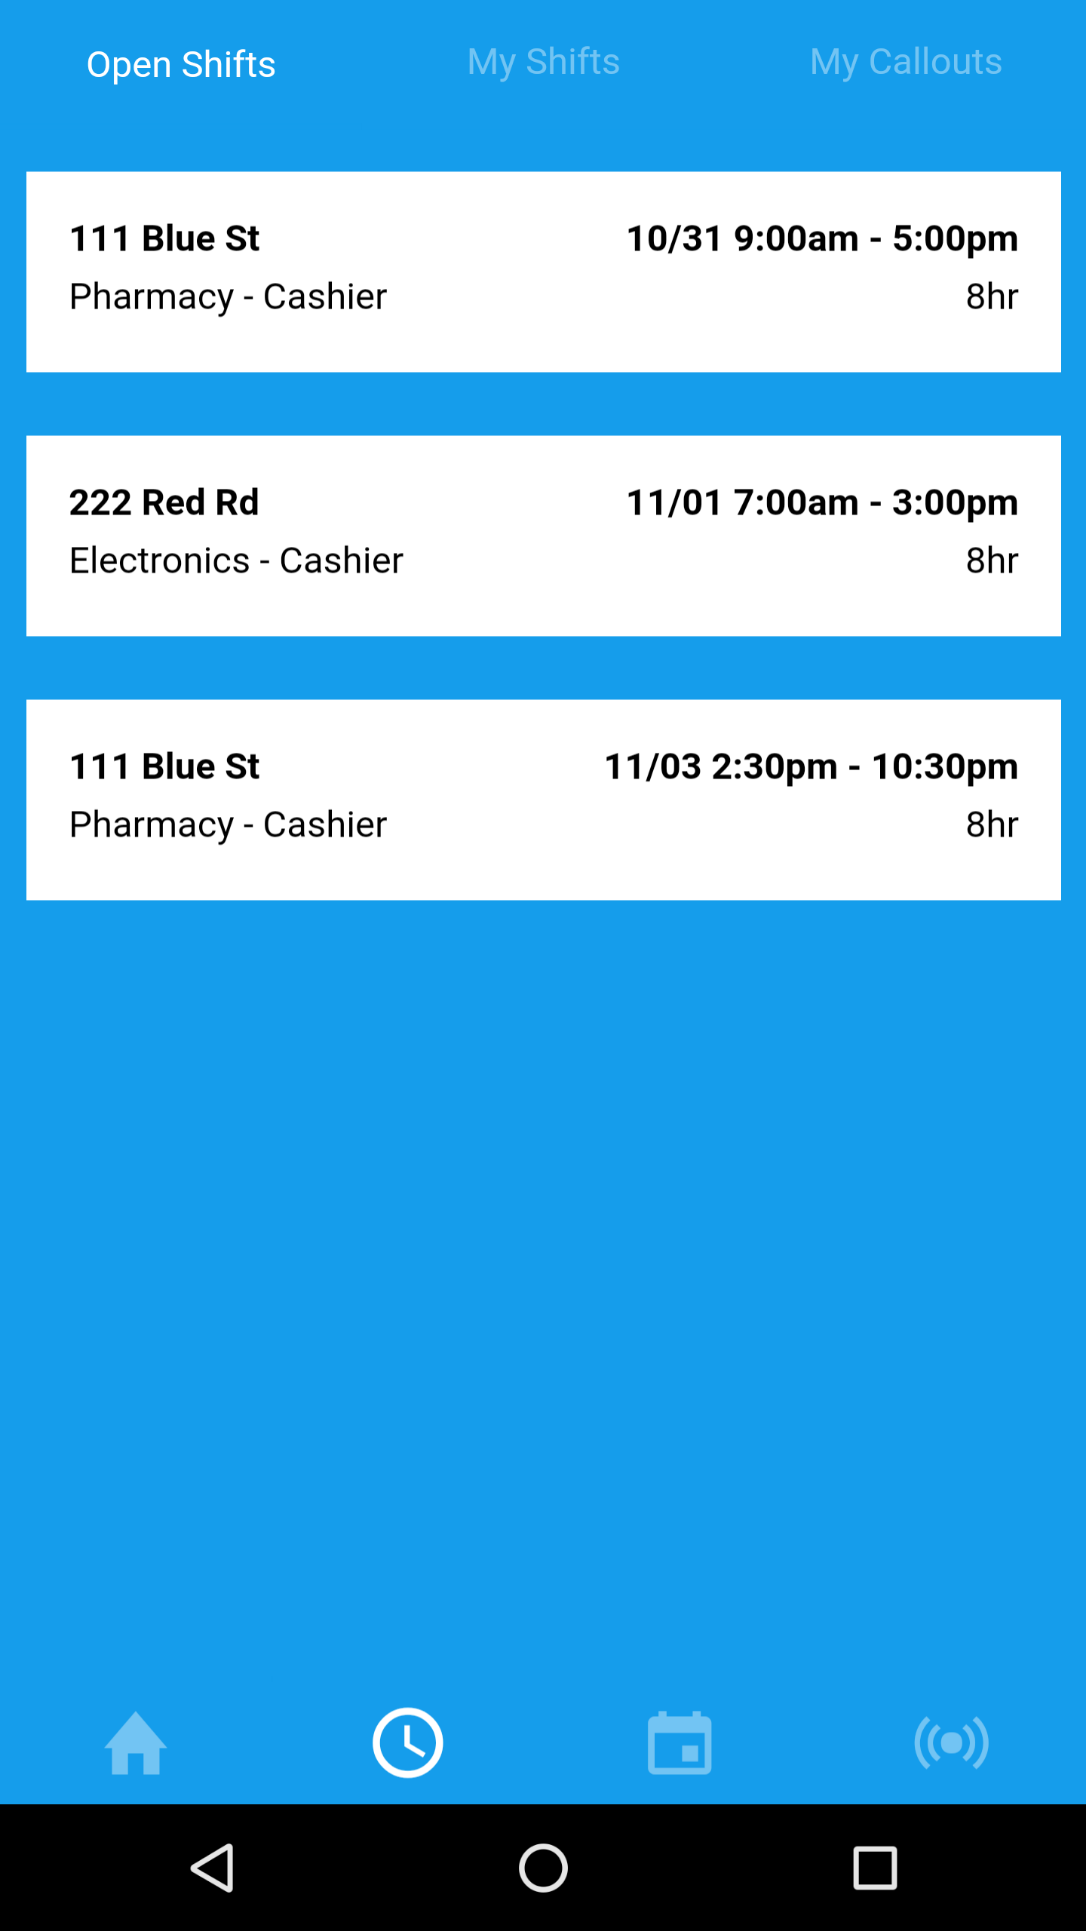 Open Shifts My Shifts My Callouts
111 Blue St 10/31 9:00am - 5:00pm
Pharmacy - Cashier 8hr
222 Red Rd 11/01 7:00am - 3:00pm
Electronics - Cashier 8hr
111 Blue St 11/03 2:30pm - 10:30pm
Pharmacy - Cashier 8hr